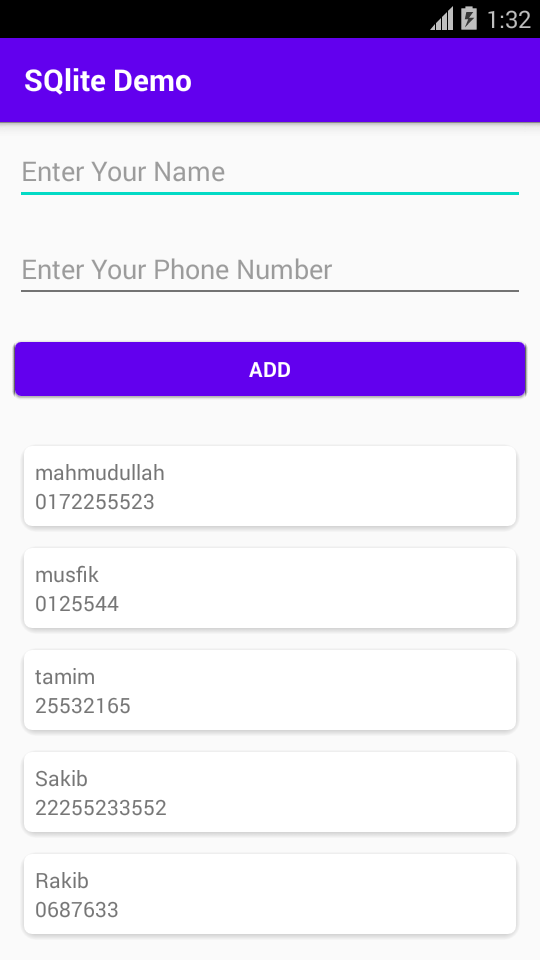 1:32
SQlite Demo
Enter Your Name
Enter Your Phone Number
ADD
mahmudullah
0172255523
musfik
0125544
tamim
25532165
Sakib
22255233552
Rakib
0687633